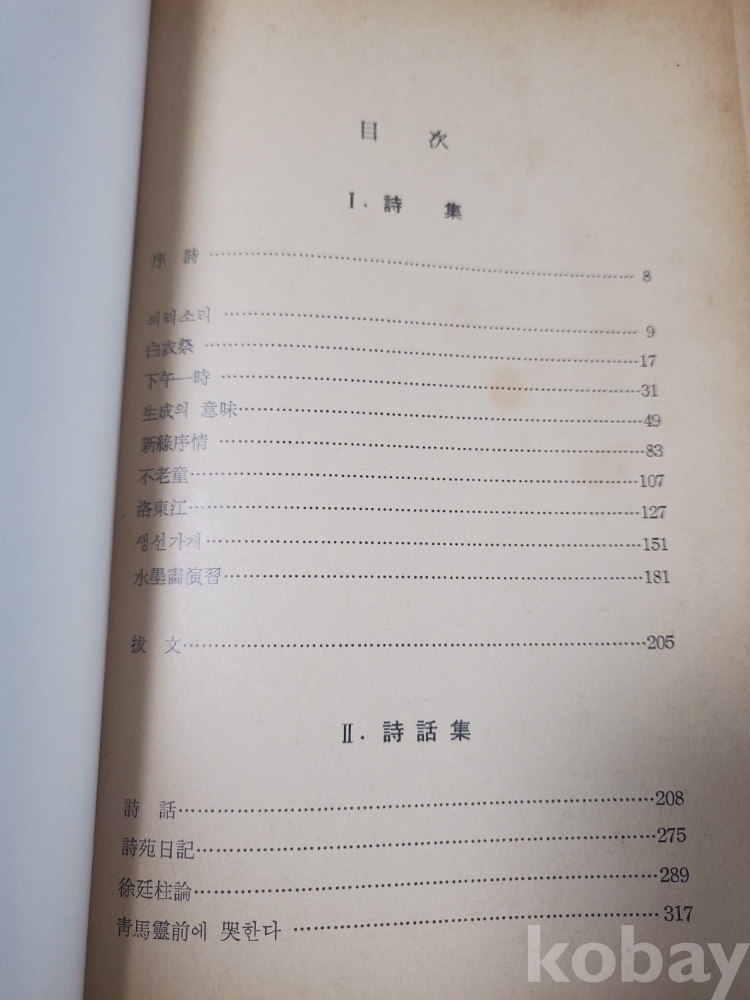 目 次
I. 詩 集
序 詩 8
피리소리 9
白衣祭 17
下午一時 31
生成의 意味 49
新綠序情 83
不老童 107
洛東江 127
생선가게 151
水墨畵演習 181
拔 文 205
II. 詩話集
詩 話 208
詩苑日記 275
徐廷柱論 289
靑馬靈前에 哭한다 317
kobay